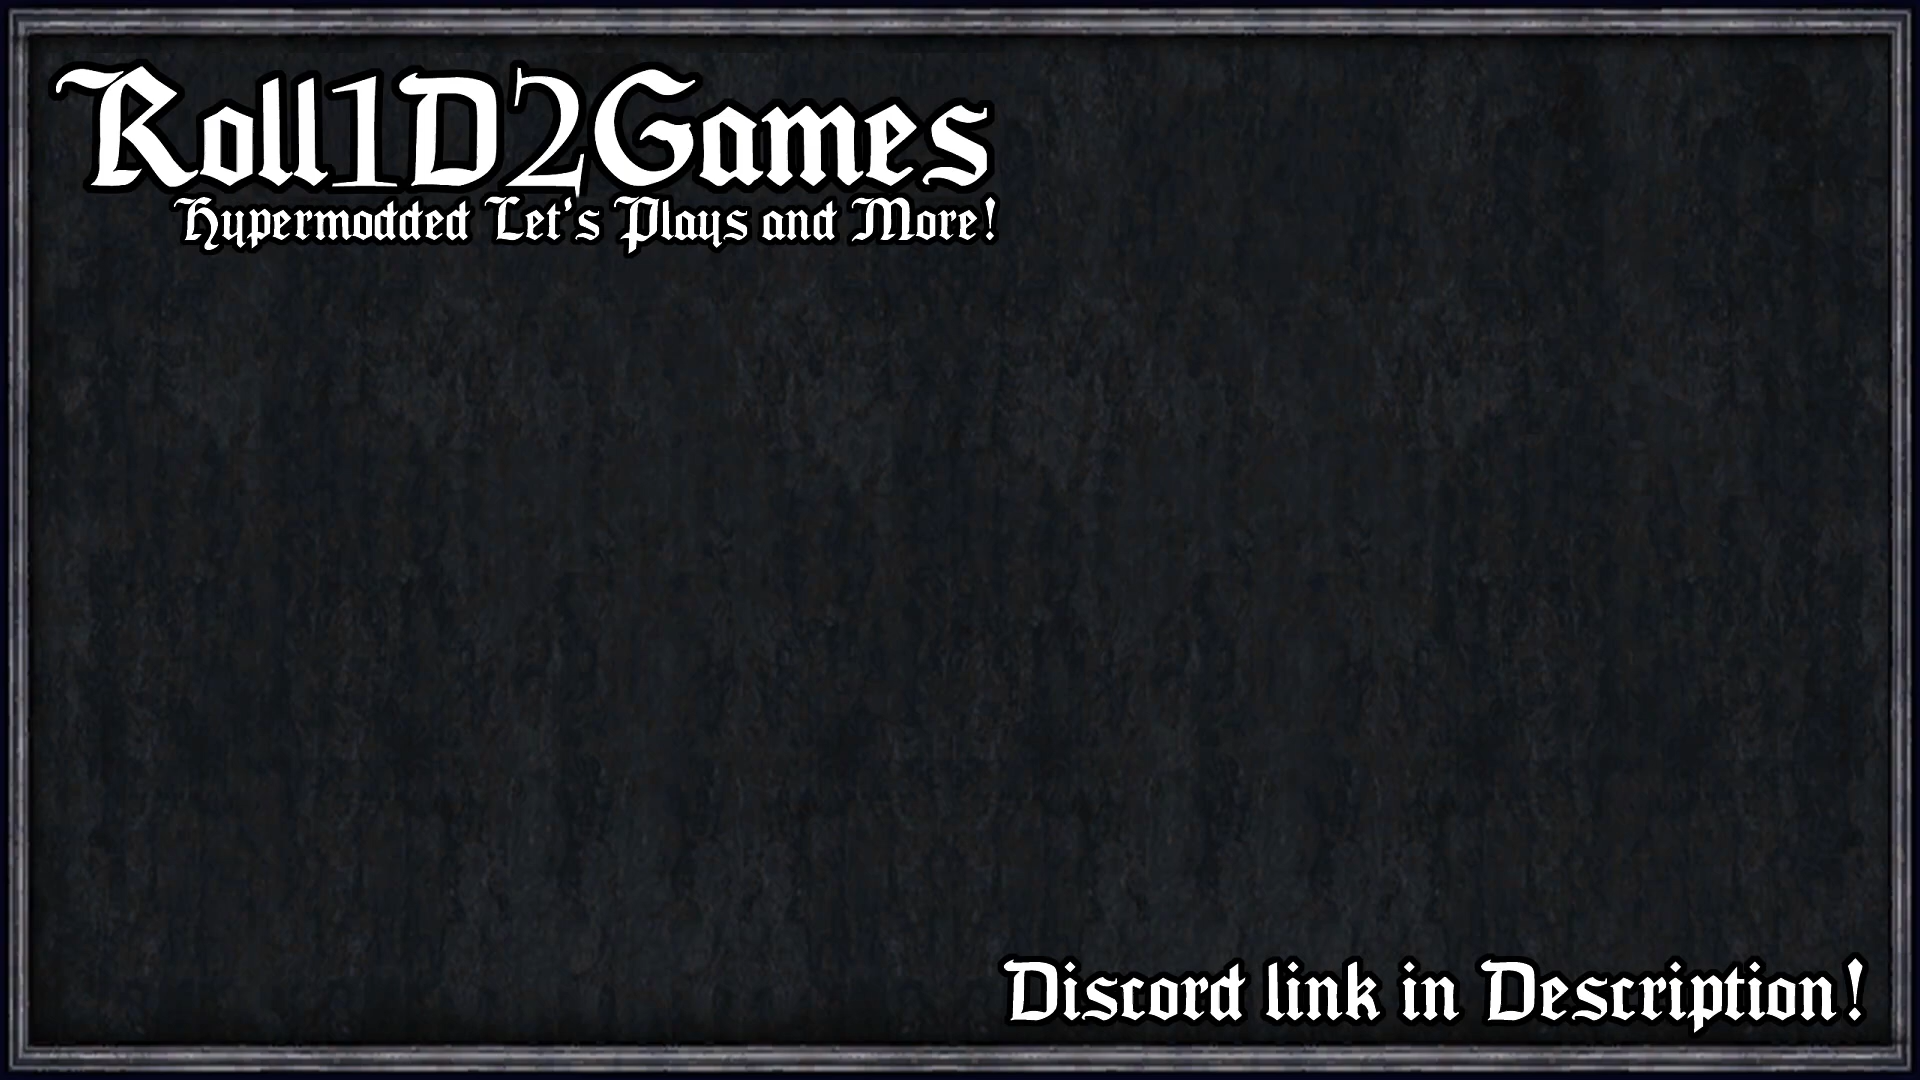 Roll1D2Games
Hypermodded Let's Plays and More!
Discord link in Description!